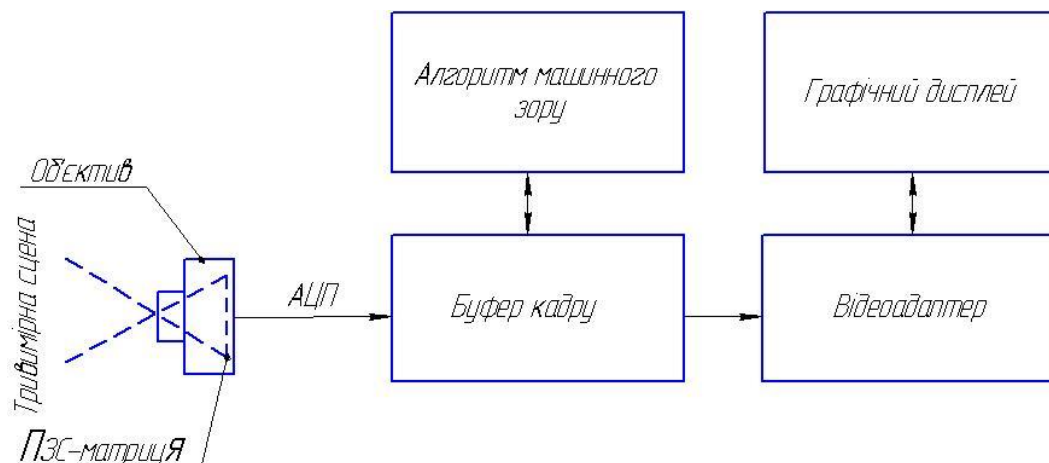 Алгоритм машинного
зору
Графічний дисплей
Об'єктив
Тривимірна сцена
АЦП
Буфер кадру
Відеоадаптер
ПЗС-матриця